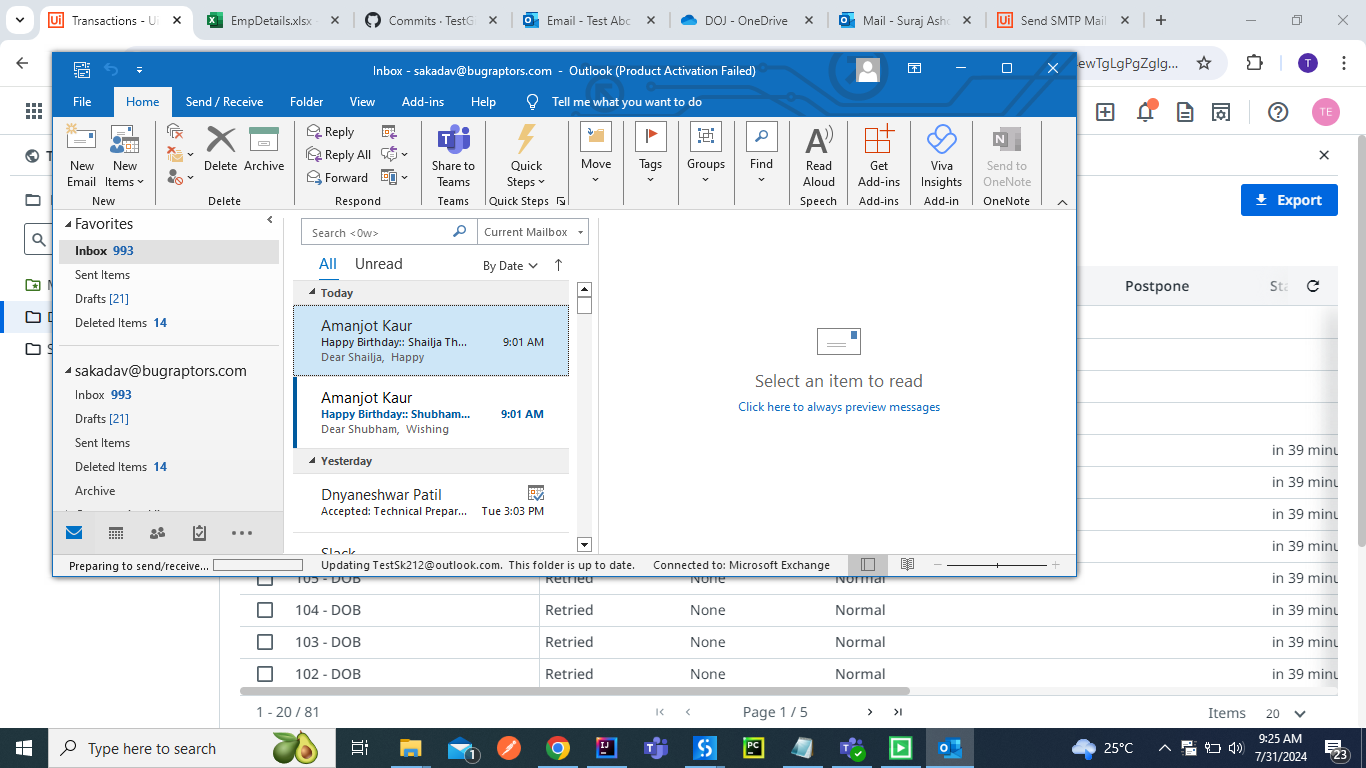 Transactions - Ui
EmpDetails.xlsx
Commits · TestG
Email - Test Abc
DOJ - OneDrive
Mail - Suraj Asho
Send SMTP Mail
ewTgLgPgZgIg...
T
Inbox - sakadav@bugraptors.com - Outlook (Product Activation Failed)
File
Home
Send / Receive
Folder
View
Add-ins
Help
Tell me what you want to do
TE
New Email
New Items
Delete
Archive
Reply
Reply All
Forward
Share to Teams
Quick Steps
Move
Tags
Groups
Find
Read Aloud
Get Add-ins
Viva Insights
Send to OneNote
New
Delete
Respond
Teams
Quick Steps
Speech
Add-ins
Add-in
OneNote
Export
Favorites
Inbox 993
Sent Items
Drafts [21]
Deleted Items 14
sakadav@bugraptors.com
Inbox 993
Drafts [21]
Sent Items
Deleted Items 14
Archive
Search <0w>
Current Mailbox
All
Unread
By Date
Today
Amanjot Kaur
Happy Birthday:: Shailja Th...
9:01 AM
Dear Shailja, Happy
Amanjot Kaur
Happy Birthday:: Shubham...
9:01 AM
Dear Shubham, Wishing
Yesterday
Dnyaneshwar Patil
Accepted: Technical Prepar...
Tue 3:03 PM
Slack
Select an item to read
Click here to always preview messages
Postpone
Sta
in 39 minu
in 39 minu
in 39 minu
in 39 minu
Preparing to send/receive...
Updating TestSk212@outlook.com. This folder is up to date.
Connected to: Microsoft Exchange
105 - DOB Retried None Normal in 39 minu
104 - DOB Retried None Normal in 39 minu
103 - DOB Retried None Normal in 39 minu
102 - DOB Retried None Normal in 39 minu
1 - 20 / 81
Page 1 / 5
Items 20
Type here to search
1
25°C
9:25 AM
7/31/2024
23